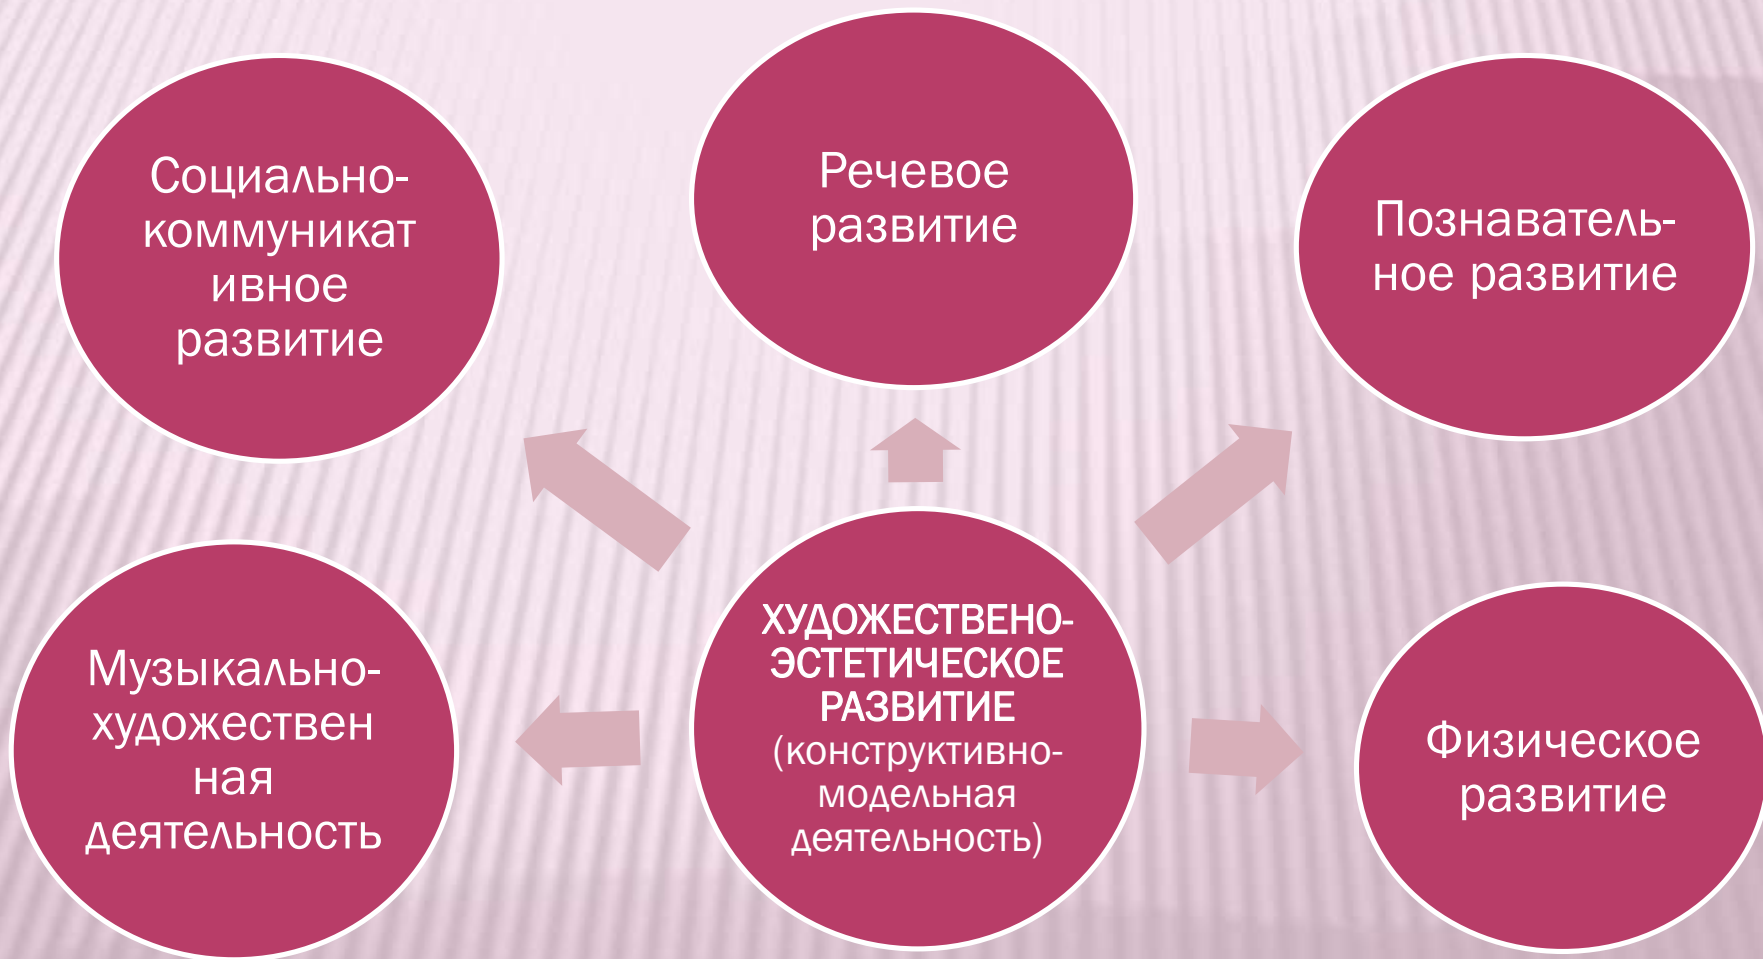 Социально-
коммуникат
ивное
развитие
Речевое
развитие
Познаватель-
ное развитие
Музыкально-
художествен
ная
деятельность
ХУДОЖЕСТВЕНО-
ЭСТЕТИЧЕСКОЕ
РАЗВИТИЕ
(конструктивно-
модельная
деятельность)
Физическое
развитие